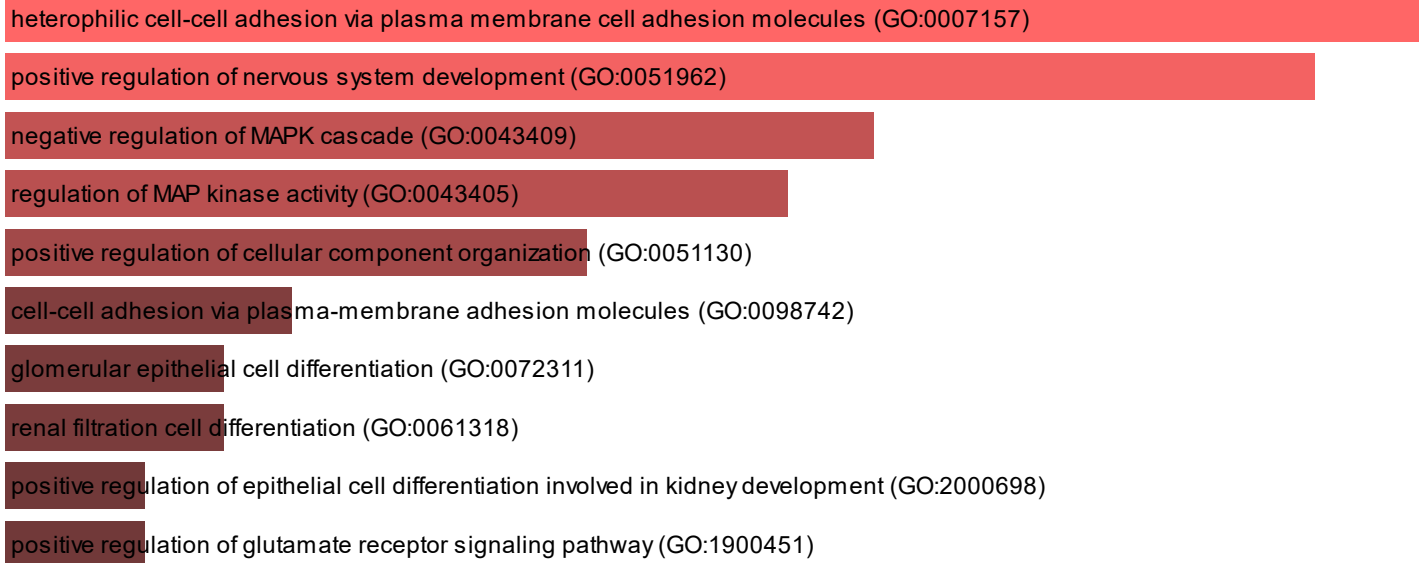 heterophilic cell-cell adhesion via plasma membrane cell adhesion molecules (GO:0007157)
positive regulation of nervous system development (GO:0051962)
negative regulation of MAPK cascade (GO:0043409)
regulation of MAP kinase activity (GO:0043405)
positive regulation of cellular component organization (GO:0051130)
cell-cell adhesion via plasma-membrane adhesion molecules (GO:0098742)
glomerular epithelial cell differentiation (GO:0072311)
renal filtration cell differentiation (GO:0061318)
positive regulation of epithelial cell differentiation involved in kidney development (GO:2000698)
positive regulation of glutamate receptor signaling pathway (GO:1900451)